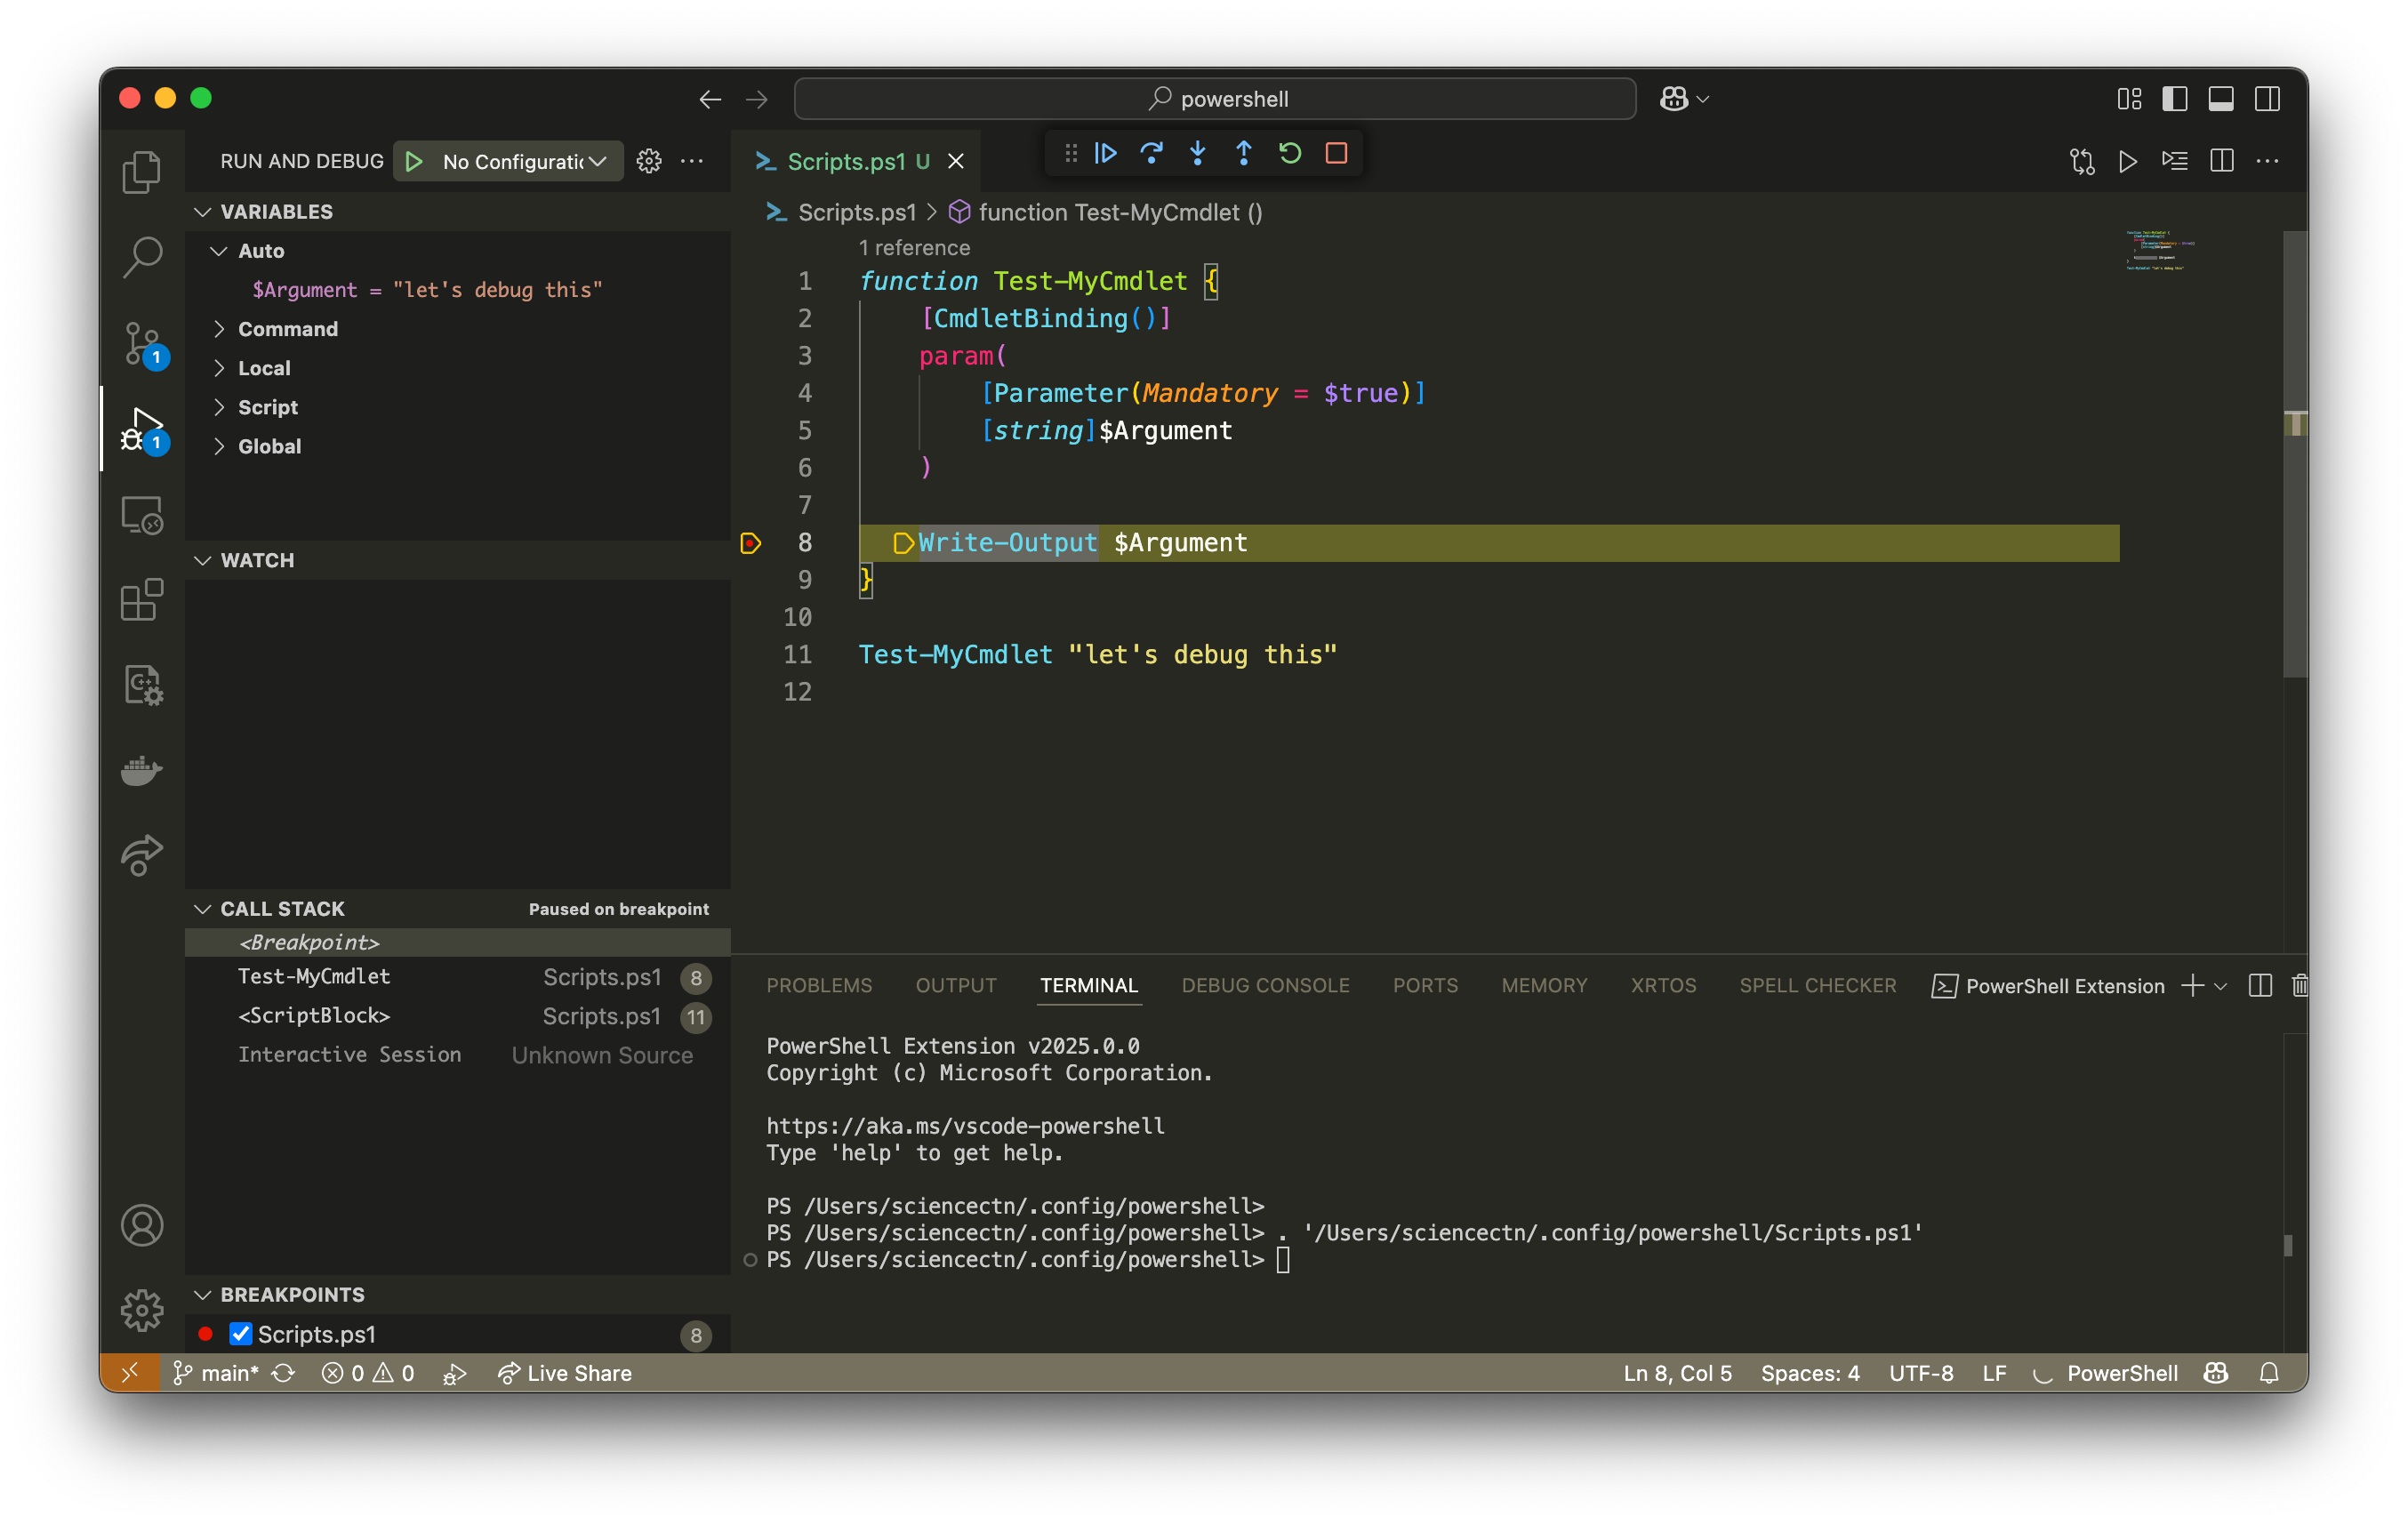 powershell
RUN AND DEBUG
No Configuratic
VARIABLES
Auto
$Argument = "let's debug this"
Command
Local
Script
Global
WATCH
CALL STACK
Paused on breakpoint
<Breakpoint>
Test-MyCmdlet Scripts.ps1 8
<ScriptBlock> Scripts.ps1 11
Interactive Session Unknown Source
BREAKPOINTS
Scripts.ps1 8
1
1
Scripts.ps1 U
Scripts.ps1 > function Test-MyCmdlet ()
1 reference
1 function Test-MyCmdlet {
2 [CmdletBinding()]
3 param(
4 [Parameter(Mandatory = $true)]
5 [string]$Argument
6 )
7
8 Write-Output $Argument
9 }
10
11 Test-MyCmdlet "let's debug this"
12
PROBLEMS OUTPUT TERMINAL DEBUG CONSOLE PORTS MEMORY XRTOS SPELL CHECKER PowerShell Extension
PowerShell Extension v2025.0.0
Copyright (c) Microsoft Corporation.
https://aka.ms/vscode-powershell
Type 'help' to get help.
PS /Users/sciencectn/.config/powershell>
PS /Users/sciencectn/.config/powershell> . '/Users/sciencectn/.config/powershell/Scripts.ps1'
PS /Users/sciencectn/.config/powershell>
main* 0 0 Live Share Ln 8, Col 5 Spaces: 4 UTF-8 LF PowerShell